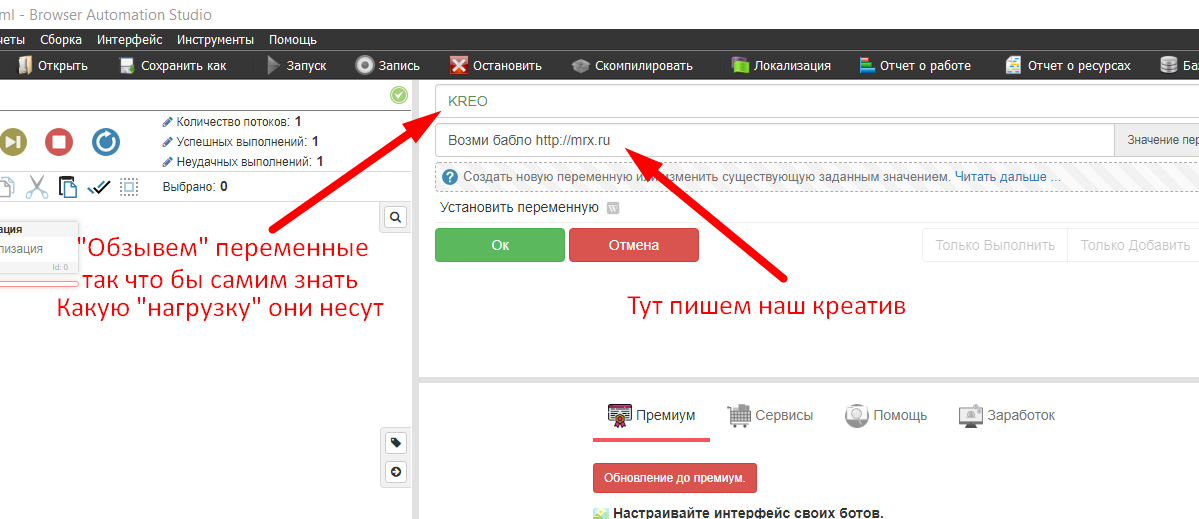 ml - Browser Automation Studio
четы Сборка Интерфейс Инструменты Помощь
Открыть Сохранить как Запуск Запись Остановить Скомпилировать Локализация Отчет о работе Отчет о ресурсах Ба
KREO
Количество потоков: 1
Успешных выполнений: 1
Неудачных выполнений: 1
Возми бабло http://mrx.ru
Значение пер
Выбрано: 0
Создать новую переменную или изменить существующую заданным значением. Читать дальше ...
Установить переменную W
Ок Отмена Только Выполнить Только Добавить
ация
лизация
Id: 0
"Обзывем" переменные
так что бы самим знать
Какую "нагрузку" они несут
Тут пишем наш креатив
Премиум Сервисы Помощь Заработок
Обновление до премиум.
Настраивайте интерфейс своих ботов.